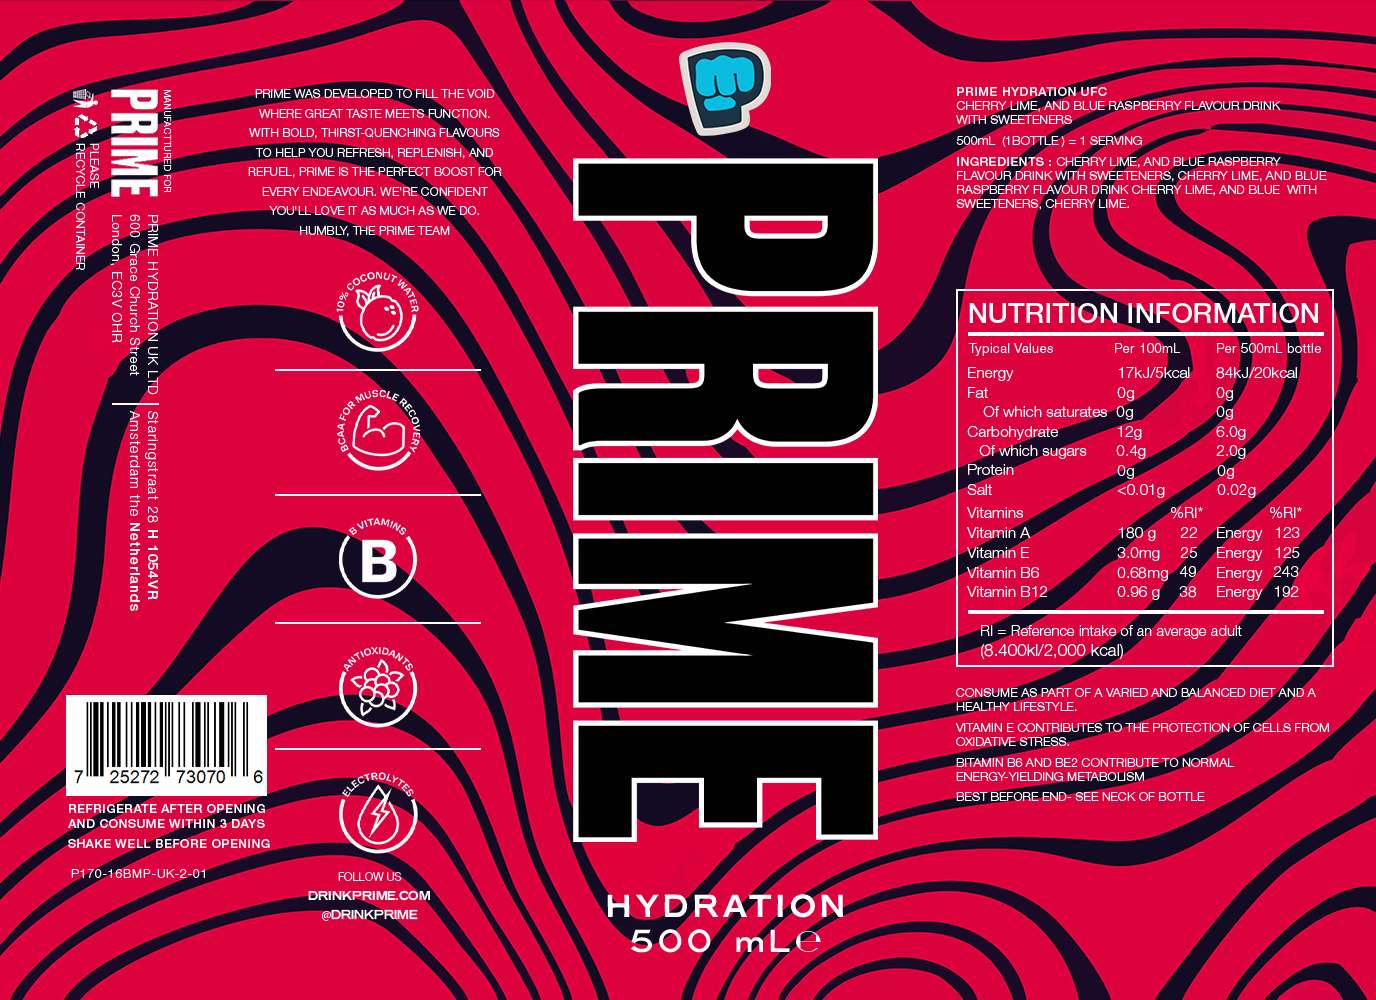 MANUFACTTURED FOR
PRIME
PLEASE
RECYCLE CONTAINER
PRIME HYDRATION UK LTD
600 Grace Church Street
London, EC3V OHR
Staringstraat 28 H 1054VR
Amsterdam the Netherlands
7 25272 73070 6
REFRIGERATE AFTER OPENING
AND CONSUME WITHIN 3 DAYS
SHAKE WELL BEFORE OPENING
P170-16BMP-UK-2-01
PRIME WAS DEVELOPED TO FILL THE VOID
WHERE GREAT TASTE MEETS FUNCTION.
WITH BOLD, THIRST-QUENCHING FLAVOURS
TO HELP YOU REFRESH, REPLENISH, AND
REFUEL, PRIME IS THE PERFECT BOOST FOR
EVERY ENDEAVOUR. WE'RE CONFIDENT
YOU'LL LOVE IT AS MUCH AS WE DO.
HUMBLY, THE PRIME TEAM
10% COCONUT WATER
BCAA FOR MUSCLE RECOVERY
B VITAMINS
B
ANTIOXIDANTS
ELECTROLYTES
FOLLOW US
DRINKPRIME.COM
@DRINKPRIME
PRIME
HYDRATION
500 mL℮
PRIME HYDRATION UFC
CHERRY LIME, AND BLUE RASPBERRY FLAVOUR DRINK
WITH SWEETENERS
500mL (1BOTTLE ) = 1 SERVING
INGREDIENTS : CHERRY LIME, AND BLUE RASPBERRY
FLAVOUR DRINK WITH SWEETENERS, CHERRY LIME, AND BLUE
RASPBERRY FLAVOUR DRINK CHERRY LIME, AND BLUE WITH
SWEETENERS, CHERRY LIME.
NUTRITION INFORMATION
Typical Values Per 100mL Per 500mL bottle
Energy 17kJ/5kcal 84kJ/20kcal
Fat 0g 0g
Of which saturates 0g 0g
Carbohydrate 12g 6.0g
Of which sugars 0.4g 2.0g
Protein 0g 0g
Salt <0.01g 0.02g
Vitamins %RI* %RI*
Vitamin A 180 g 22 Energy 123
Vitamin E 3.0mg 25 Energy 125
Vitamin B6 0.68mg 49 Energy 243
Vitamin B12 0.96 g 38 Energy 192
RI = Reference intake of an average adult
(8.400kl/2,000 kcal)
CONSUME AS PART OF A VARIED AND BALANCED DIET AND A
HEALTHY LIFESTYLE.
VITAMIN E CONTRIBUTES TO THE PROTECTION OF CELLS FROM
OXIDATIVE STRESS.
BITAMIN B6 AND BE2 CONTRIBUTE TO NORMAL
ENERGY-YIELDING METABOLISM
BEST BEFORE END- SEE NECK OF BOTTLE